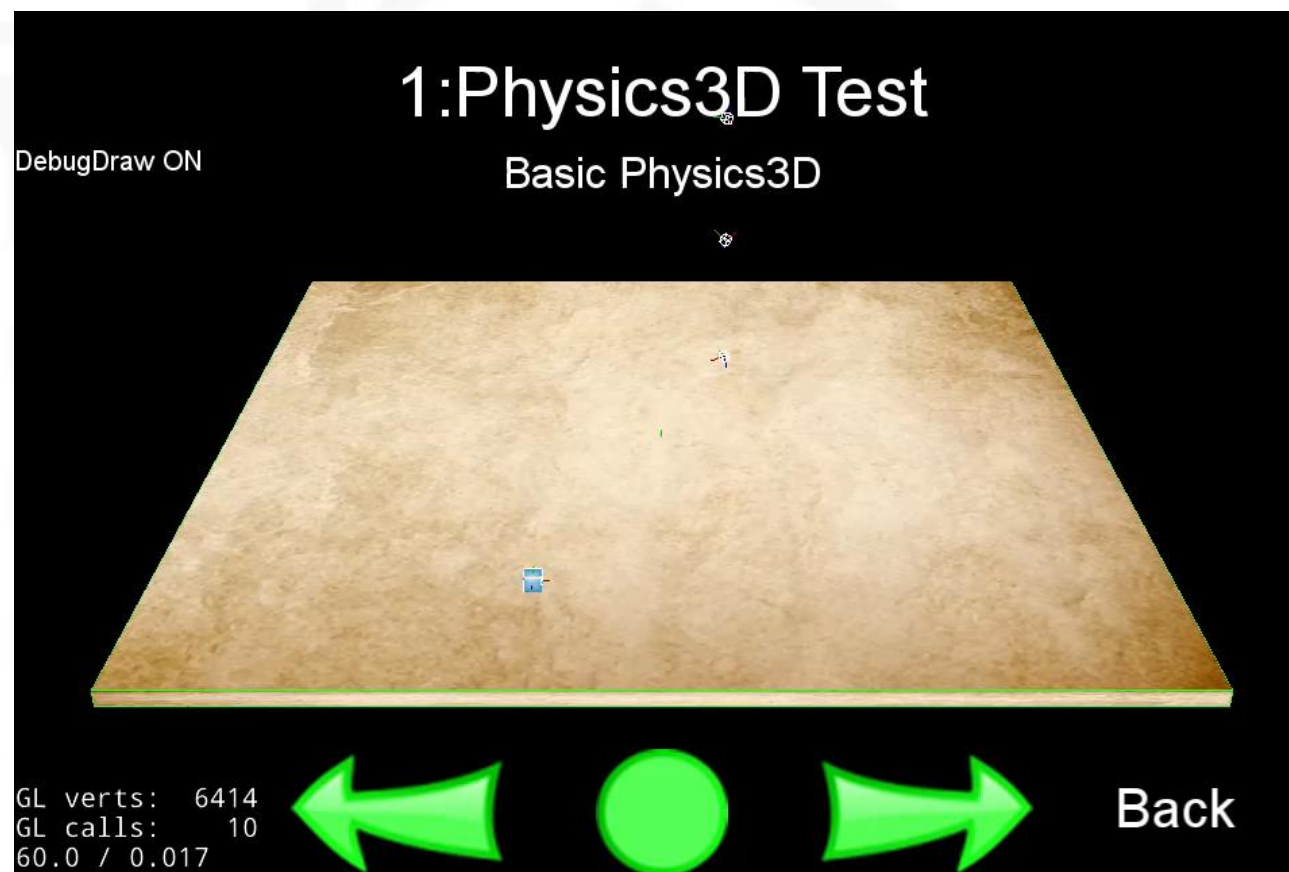 1:Physics3D Test
DebugDraw ON
Basic Physics3D
GL verts: 6414
GL calls: 10
60.0 / 0.017
Back